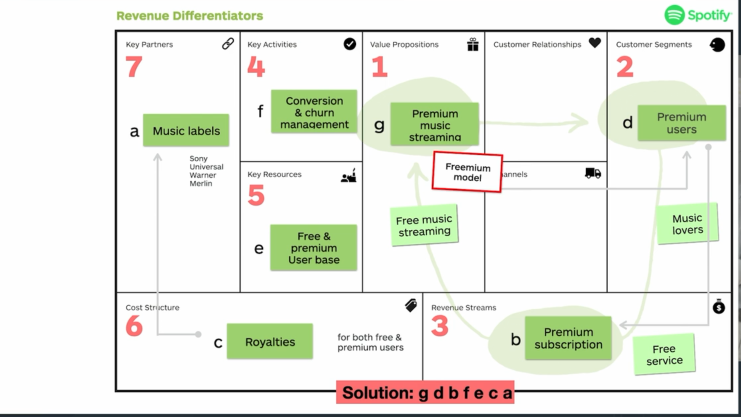 Revenue Differentiators
Spotify
Key Partners
7
a
Music labels
Sony
Universal
Warner
Merlin
Key Activities
4
f
Conversion
& churn
management
Key Resources
5
e
Free &
premium
User base
Value Propositions
1
g
Premium
music
streaming
Freemium
model
Free music
streaming
Customer Relationships
Customer Segments
2
d
Premium
users
Music
lovers
Cost Structure
6
c
Royalties
for both free &
premium users
Revenue Streams
3
b
Premium
subscription
Free
service
Solution: g d b f e c a